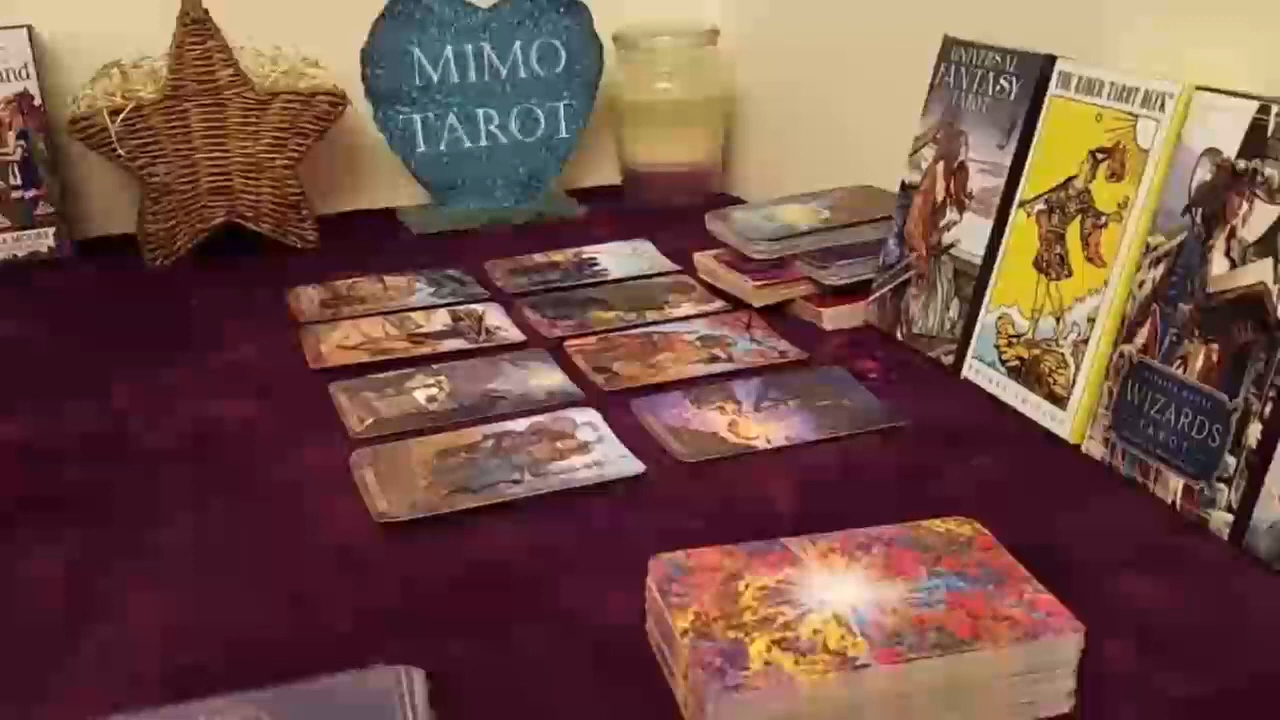 MIMO
TAROT
UNIVERSAL
FANTASY
TAROT
THE RIDER TAROT DECK
WIZARDS
TAROT